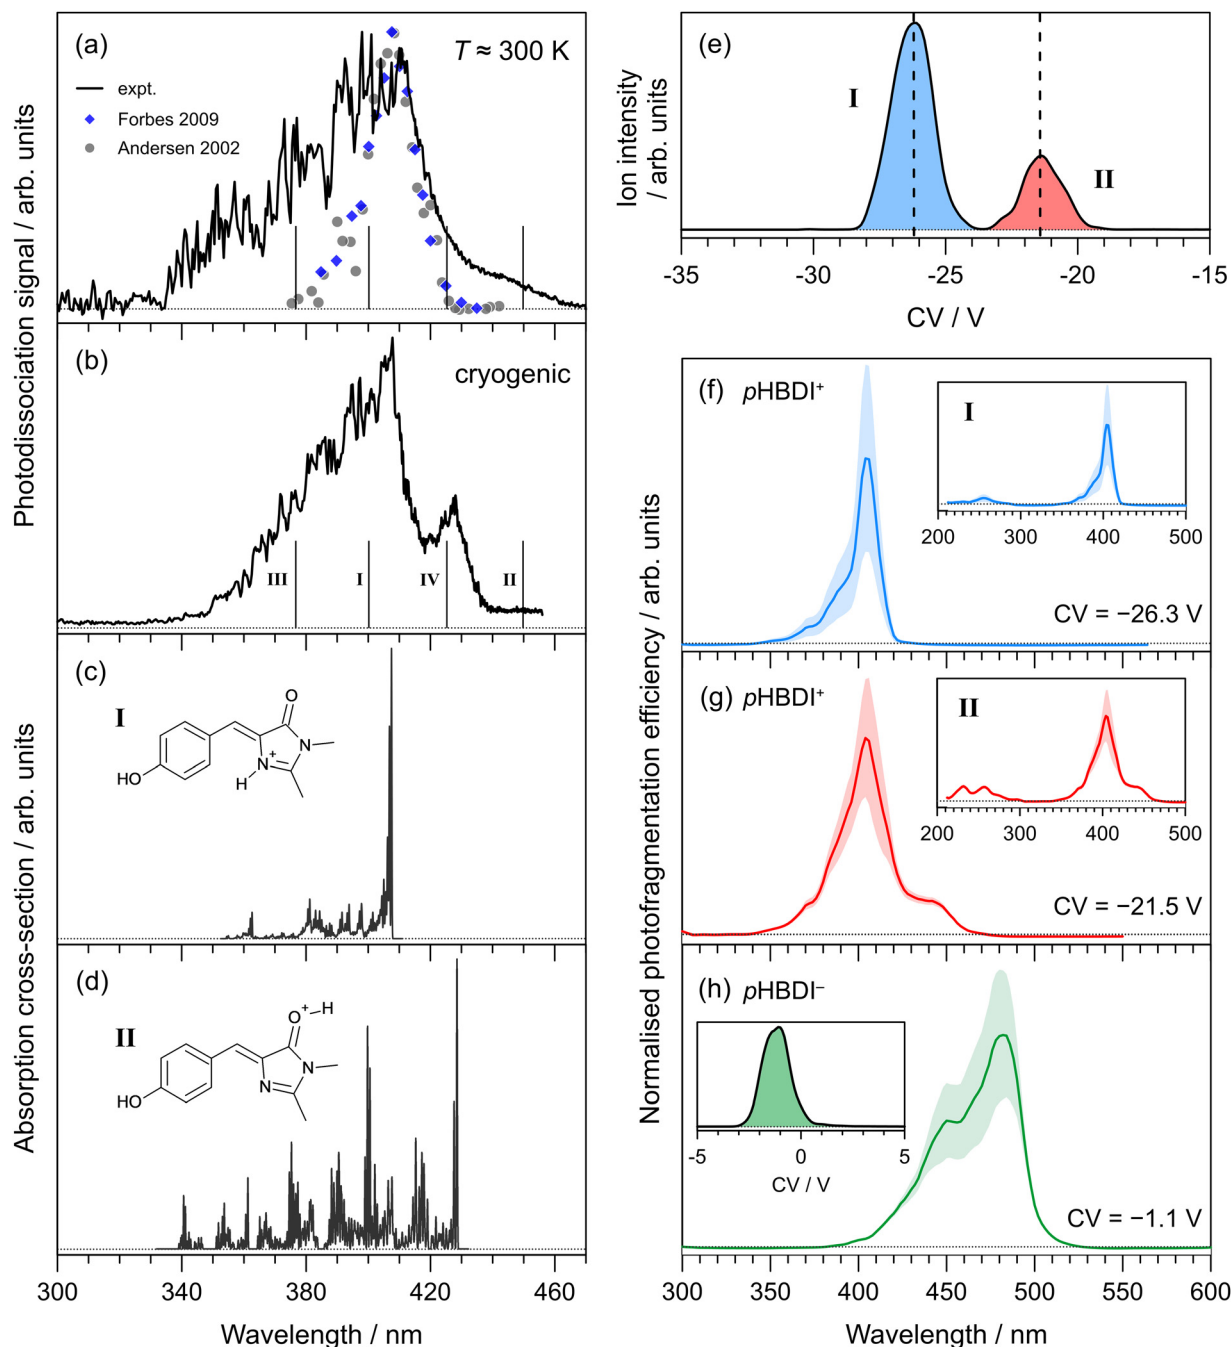 (a)
T ≈ 300 K
expt.
Forbes 2009
Andersen 2002
Photodissociation signal / arb. units
(b)
cryogenic
III
I
IV
II
(c)
I
O
N
+
N
H
HO
Absorption cross-section / arb. units
(d)
II
O
+
H
N
N
HO
300
340
380
420
460
Wavelength / nm
(e)
I
II
Ion intensity
/ arb. units
-35
-30
-25
-20
-15
CV / V
(f)
pHBDI+
I
200
300
400
500
CV = −26.3 V
Normalised photofragmentation efficiency / arb. units
(g)
pHBDI+
II
200
300
400
500
CV = −21.5 V
(h)
pHBDI–
-5
0
5
CV / V
CV = −1.1 V
300
350
400
450
500
550
600
Wavelength / nm